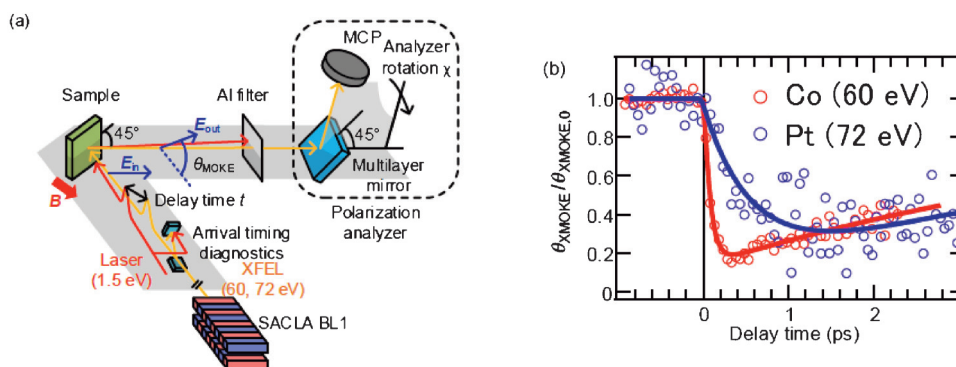 (a)
MCP
Analyzer
rotation χ
Sample
Al filter
45°
E_out
45°
θ_MOKE
E_in
Multilayer
mirror
B
Delay time t
Polarization
analyzer
Arrival timing
diagnostics
Laser
(1.5 eV)
XFEL
(60, 72 eV)
SACLA BL1
(b)
θ_XMOKE/θ_XMOKE,0
1.0
0.8
0.6
0.4
0.2
0
Co (60 eV)
Pt (72 eV)
0
1
2
Delay time (ps)